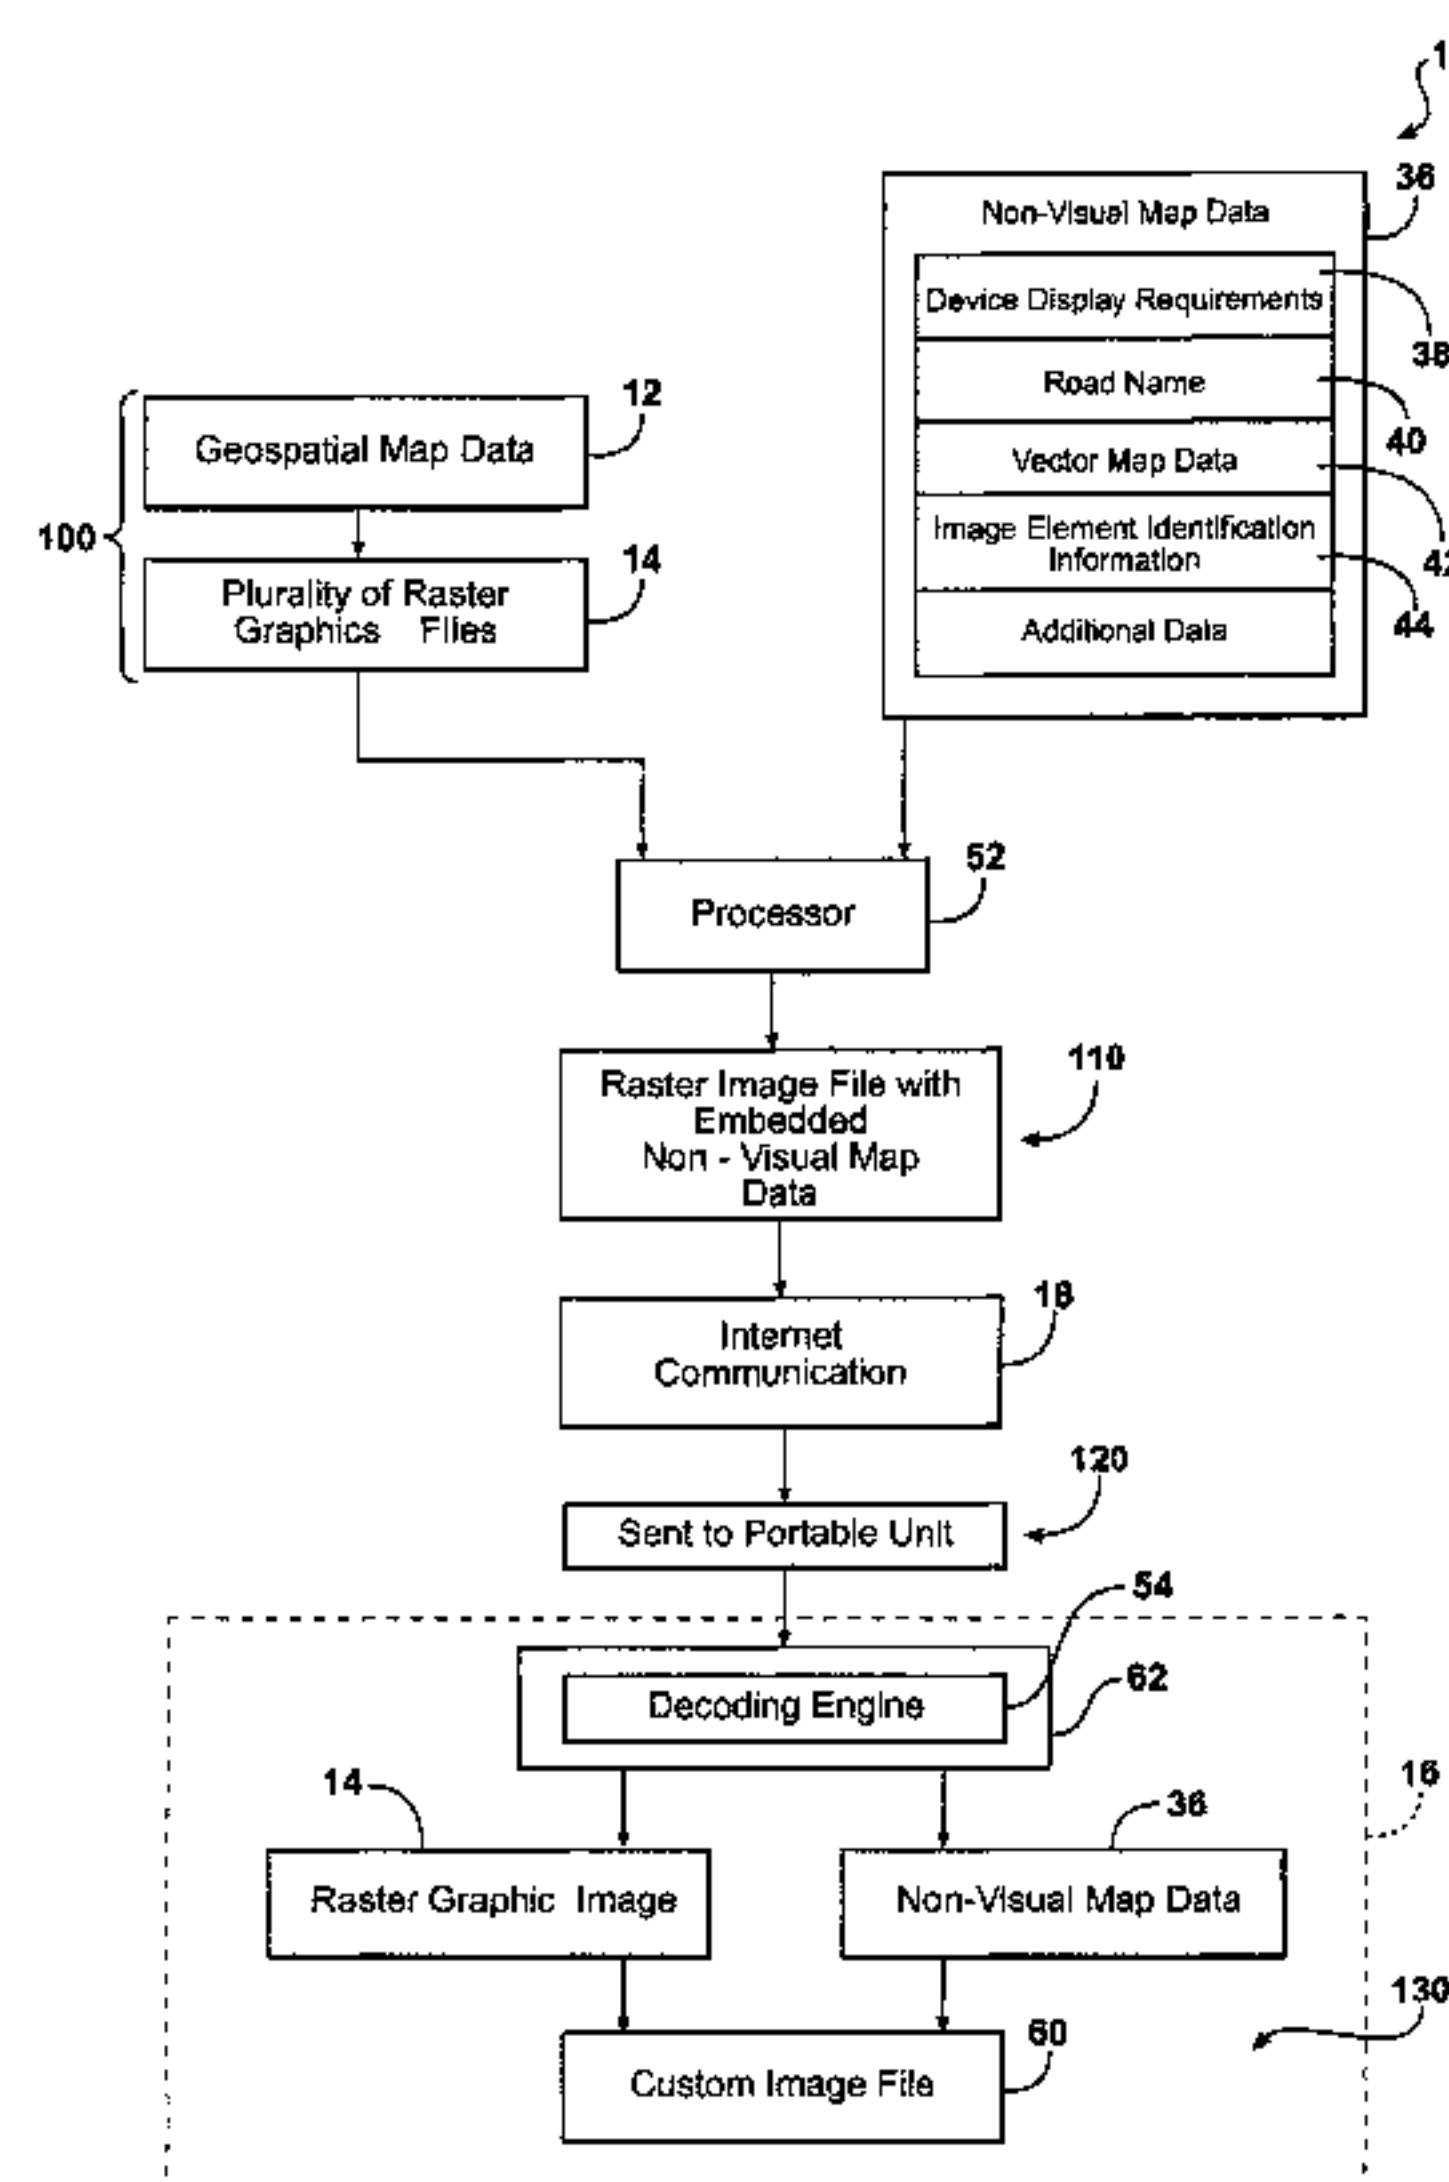 1
36
Non-Visual Map Data
Device Display Requirements
38
Road Name
40
Vector Map Data
42
Image Element Identification
Information
44
Additional Data
12
Geospatial Map Data
100
14
Plurality of Raster
Graphics Files
52
Processor
110
Raster Image File with
Embedded
Non - Visual Map
Data
18
Internet
Communication
120
Sent to Portable Unit
54
Decoding Engine
62
16
14
36
Raster Graphic Image
Non-Visual Map Data
130
60
Custom Image File